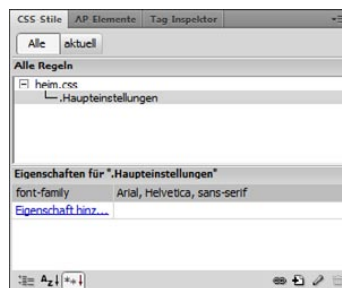 CSS Stile AP Elemente Tag Inspektor
Alle aktuell
Alle Regeln
heim.css
.Haupteinstellungen
Eigenschaften für ".Haupteinstellungen"
font-family Arial, Helvetica, sans-serif
Eigenschaft hinz...